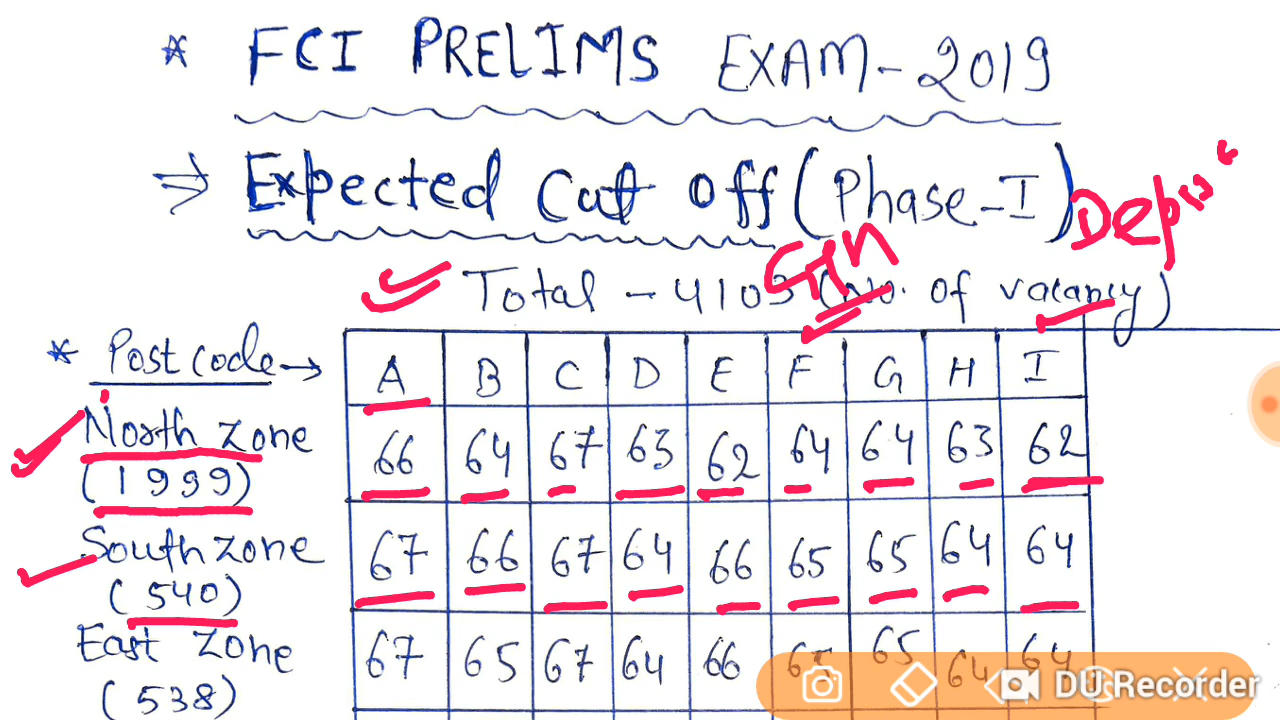 * FCI PRELIMS EXAM-2019
⇒ Expected Cut off (Phase-I)
Total - 4103 (No. of vacancy)
* Post code → A B C D E F G H I
North zone (1999) 66 64 67 63 62 64 64 63 62
South zone (540) 67 66 67 64 66 65 65 64 64
East zone (538) 67 65 67 64 66 65 65 64 64
DU Recorder